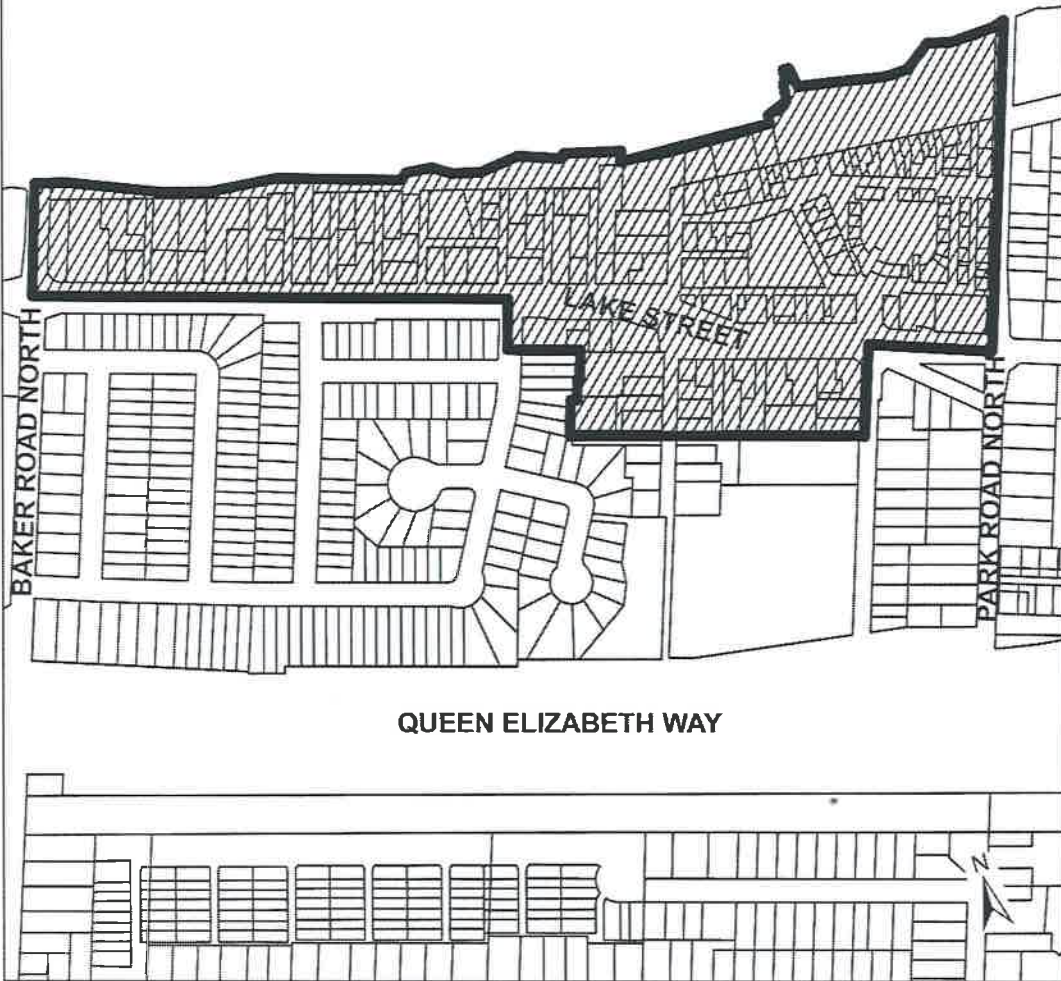 LAKE STREET
BAKER ROAD NORTH
PARK ROAD NORTH
QUEEN ELIZABETH WAY
N